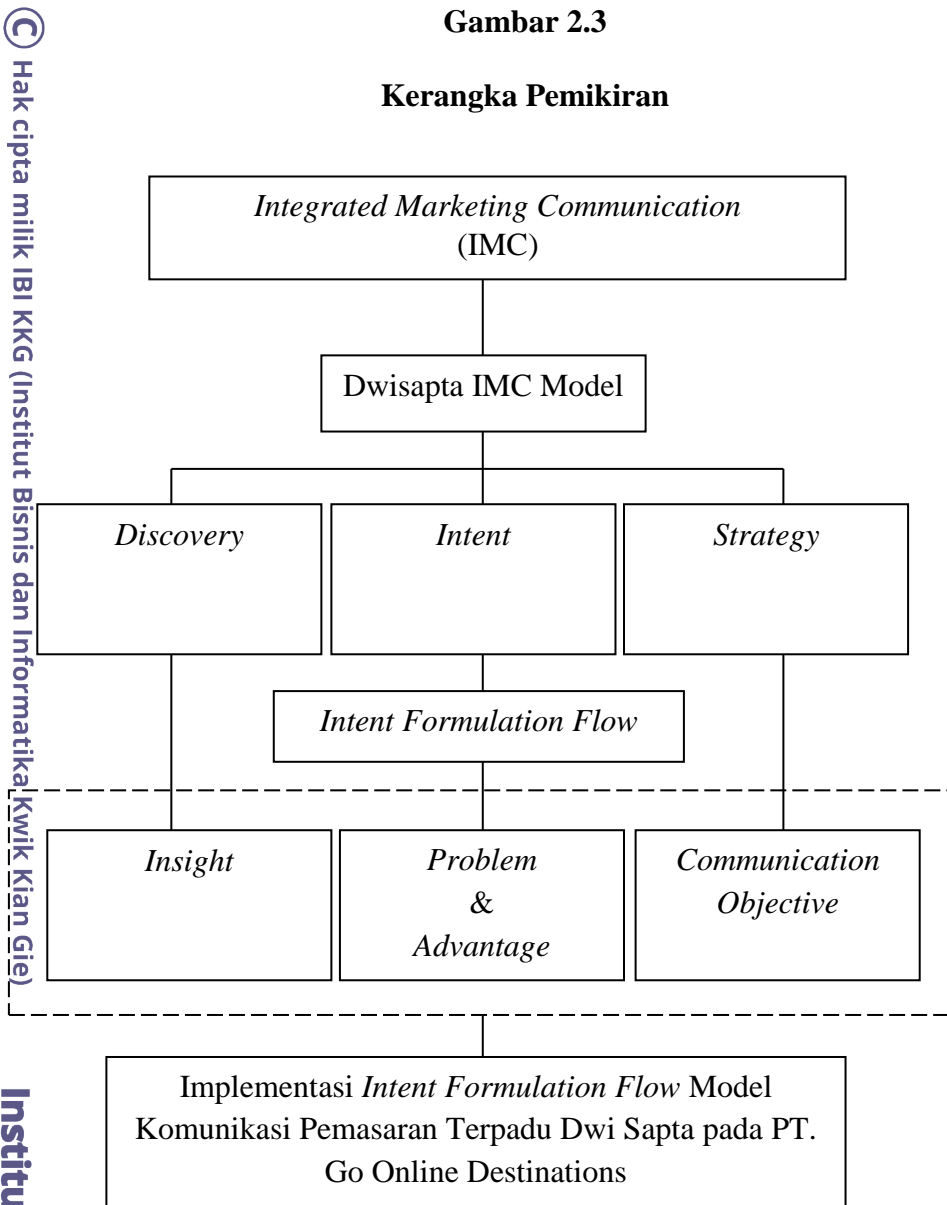 Gambar 2.3
Kerangka Pemikiran
Integrated Marketing Communication
(IMC)
Dwisapta IMC Model
Discovery
Intent
Strategy
Intent Formulation Flow
Insight
Problem
&
Advantage
Communication
Objective
Implementasi Intent Formulation Flow Model
Komunikasi Pemasaran Terpadu Dwi Sapta pada PT.
Go Online Destinations
© Hak cipta milik IBI KKG (Institut Bisnis dan Informatika Kwik Kian Gie)